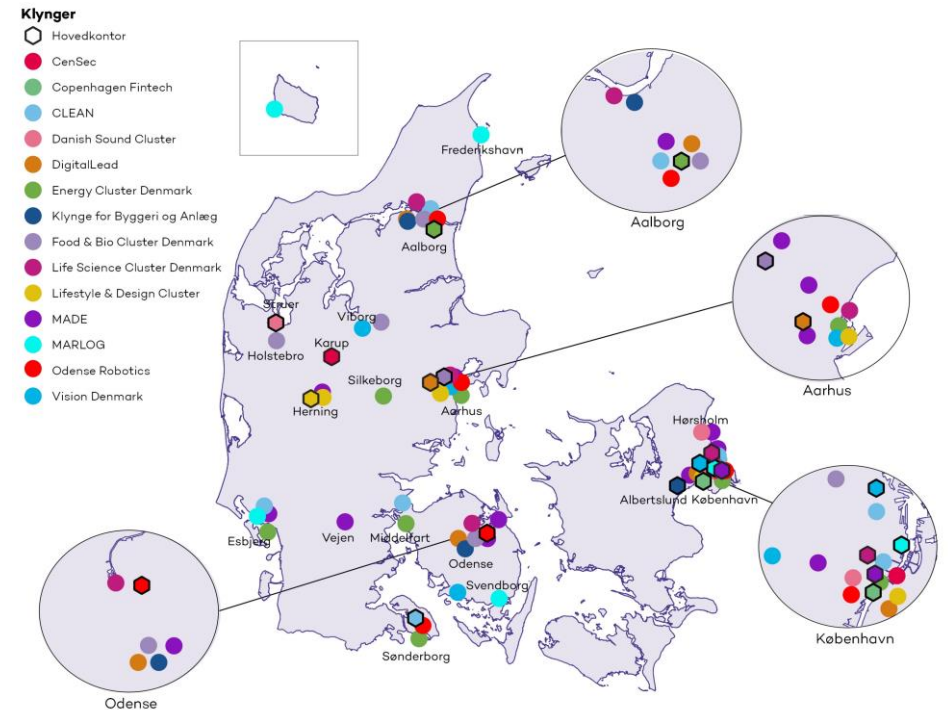 Klynger
Hovedkontor
CenSec
Copenhagen Fintech
CLEAN
Danish Sound Cluster
DigitalLead
Energy Cluster Denmark
Klynge for Byggeri og Anlæg
Food & Bio Cluster Denmark
Life Science Cluster Denmark
Lifestyle & Design Cluster
MADE
MARLOG
Odense Robotics
Vision Denmark
Frederikshavn
Aalborg
Aalborg
Struer
Viborg
Holstebro
Karup
Silkeborg
Herning
Aarhus
Aarhus
Hørsholm
Albertslund
København
Esbjerg
Vejen
Middelfart
Odense
Svendborg
Sønderborg
København
Odense